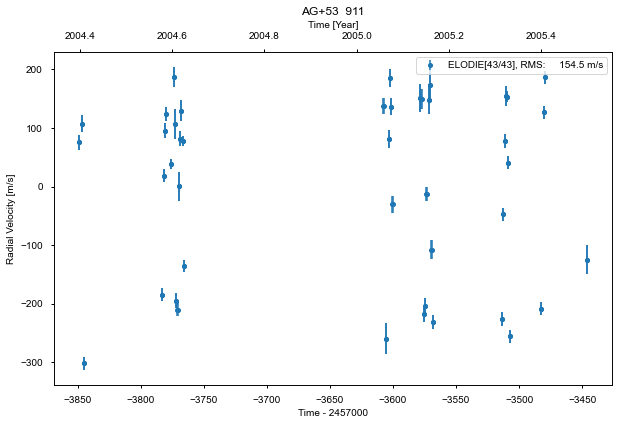 AG+53  911
Time [Year]
2004.4 2004.6 2004.8 2005.0 2005.2 2005.4
ELODIE[43/43], RMS:     154.5 m/s
200
100
0
−100
−200
−300
Radial Velocity [m/s]
−3850 −3800 −3750 −3700 −3650 −3600 −3550 −3500 −3450
Time - 2457000